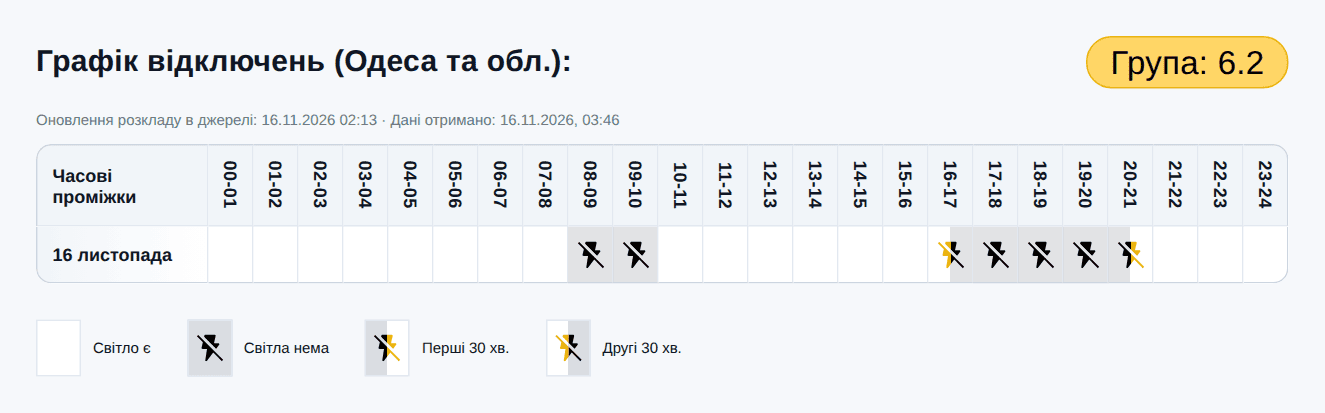 Графік відключень (Одеса та обл.):
Група: 6.2
Оновлення розкладу в джерелі: 16.11.2026 02:13 · Дані отримано: 16.11.2026, 03:46
Часові
проміжки
00-01
01-02
02-03
03-04
04-05
05-06
06-07
07-08
08-09
09-10
10-11
11-12
12-13
13-14
14-15
15-16
16-17
17-18
18-19
19-20
20-21
21-22
22-23
23-24
16 листопада
Світло є
Світла нема
Перші 30 хв.
Другі 30 хв.